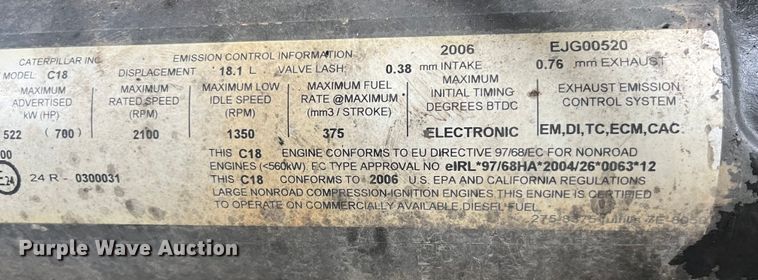 2006 EJG00520
CATERPILLAR INC. EMISSION CONTROL INFORMATION
MODEL C18 DISPLACEMENT 18.1 L VALVE LASH: 0.38 mm INTAKE 0.76 mm EXHAUST
MAXIMUM ADVERTISED kW (HP)
MAXIMUM RATED SPEED (RPM)
MAXIMUM LOW IDLE SPEED (RPM)
MAXIMUM FUEL RATE @MAXIMUM (mm3 / STROKE)
MAXIMUM INITIAL TIMING DEGREES BTDC
EXHAUST EMISSION CONTROL SYSTEM
522 (700) 2100 1350 375 ELECTRONIC EM,DI,TC,ECM,CAC
THIS C18 ENGINE CONFORMS TO EU DIRECTIVE 97/68/EC FOR NONROAD
ENGINES (<560kW). EC TYPE APPROVAL NO eIRL*97/68HA*2004/26*0063*12
24 R - 0300031
THIS C18 CONFORMS TO 2006 U.S. EPA AND CALIFORNIA REGULATIONS
LARGE NONROAD COMPRESSION-IGNITION ENGINES. THIS ENGINE IS CERTIFIED
TO OPERATE ON COMMERCIALLY AVAILABLE DIESEL FUEL.
Purple Wave Auction